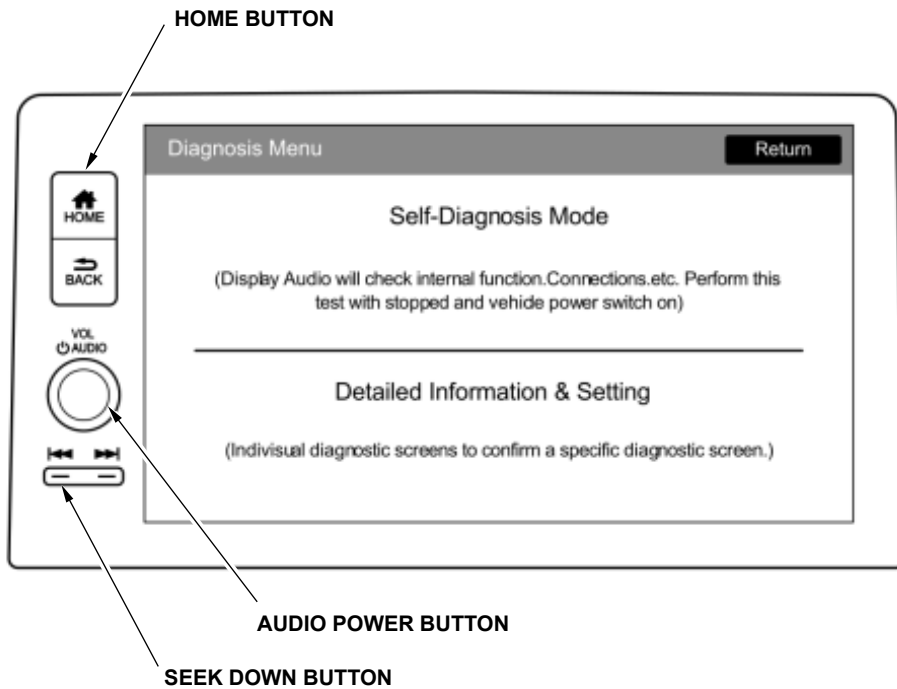 HOME BUTTON
Diagnosis Menu
Return
HOME
BACK
Self-Diagnosis Mode
(Display Audio will check internal function.Connections.etc. Perform this
test with stopped and vehide power switch on)
VOL
AUDIO
Detailed Information & Setting
(Indivisual diagnostic screens to confirm a specific diagnostic screen.)
AUDIO POWER BUTTON
SEEK DOWN BUTTON